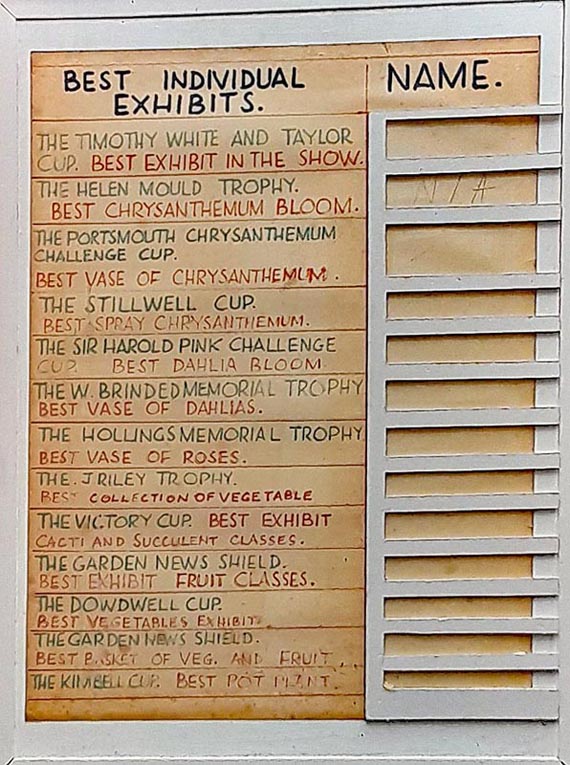 BEST INDIVIDUAL
EXHIBITS.
NAME.
THE TIMOTHY WHITE AND TAYLOR
CUP. BEST EXHIBIT IN THE SHOW.
THE HELEN MOULD TROPHY.
BEST CHRYSANTHEMUM BLOOM.
N/A
THE PORTSMOUTH CHRYSANTHEMUM
CHALLENGE CUP.
BEST VASE OF CHRYSANTHEMUM.
THE STILLWELL CUP.
BEST SPRAY CHRYSANTHEMUM.
THE SIR HAROLD PINK CHALLENGE
CUP. BEST DAHLIA BLOOM.
THE W. BRINDED MEMORIAL TROPHY
BEST VASE OF DAHLIAS.
THE HOLLINGS MEMORIAL TROPHY
BEST VASE OF ROSES.
THE. J RILEY TROPHY.
BEST COLLECTION OF VEGETABLE
THE VICTORY CUP. BEST EXHIBIT
CACTI AND SUCCULENT CLASSES.
THE GARDEN NEWS SHIELD.
BEST EXHIBIT FRUIT CLASSES.
THE DOWDWELL CUP.
BEST VEGETABLES EXHIBIT.
THE GARDEN NEWS SHIELD.
BEST BASKET OF VEG. AND FRUIT.
THE KIMBELL CUP. BEST POT PLANT.